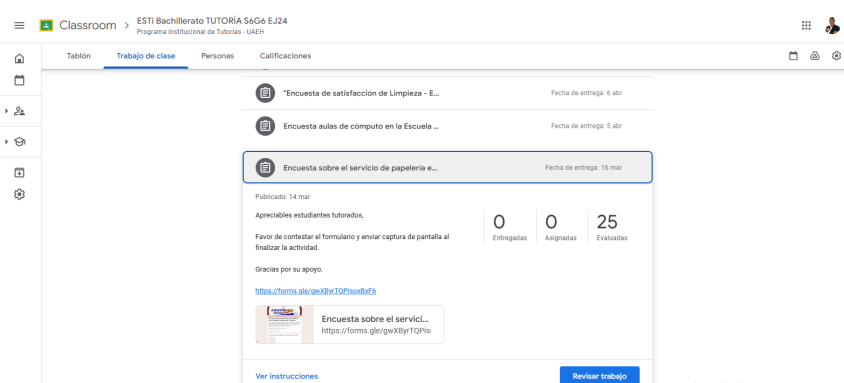 Classroom > ESTi Bachillerato TUTORÍA S6G6 EJ24
Programa Institucional de Tutorías - UAEH
Tablón Trabajo de clase Personas Calificaciones
"Encuesta de satisfacción de Limpieza - E... Fecha de entrega: 6 abr
Encuesta aulas de cómputo en la Escuela ... Fecha de entrega: 5 abr
Encuesta sobre el servicio de papelería e... Fecha de entrega: 16 mar
Publicado: 14 mar
Apreciables estudiantes tutorados,
Favor de contestar el formulario y enviar captura de pantalla al
finalizar la actividad.
Gracias por su apoyo.
https://forms.gle/gwXByrTQPisoxBxF6
0 0 25
Entregadas Asignadas Evaluadas
Encuesta sobre el servici...
https://forms.gle/gwXByrTQPis
Ver instrucciones Revisar trabajo